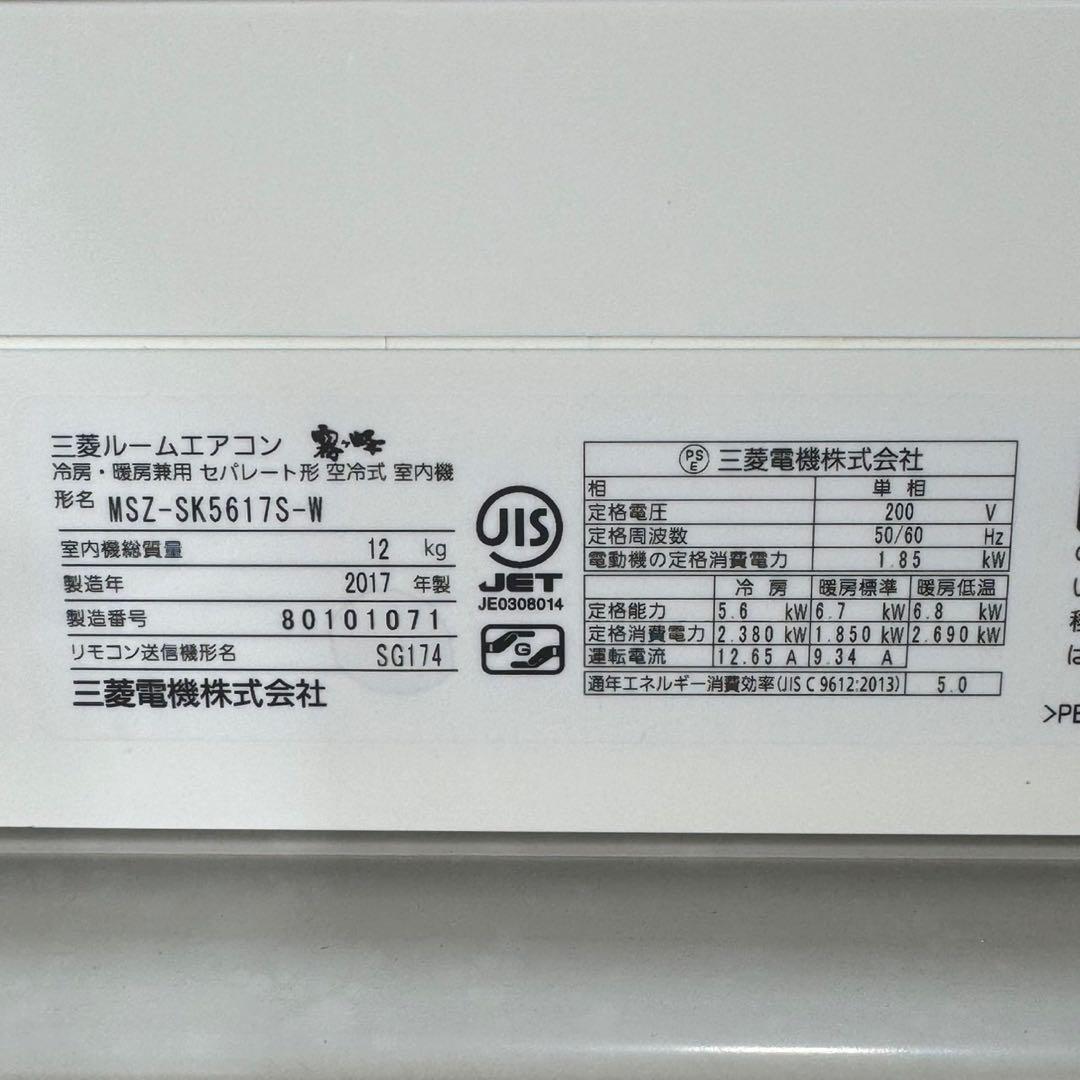 三菱ルームエアコン 霧ヶ峰
冷房・暖房兼用 セパレート形 空冷式 室内機
形名 MSZ-SK5617S-W
室内機総質量 12 kg
製造年 2017 年製
製造番号 80101071
リモコン送信機形名 SG174
三菱電機株式会社
JIS
JET
JE0308014
G
PSE 三菱電機株式会社
相 単相
定格電圧 200 V
定格周波数 50/60 Hz
電動機の定格消費電力 1.85 kW
冷房 暖房標準 暖房低温
定格能力 5.6 kW 6.7 kW 6.8 kW
定格消費電力 2.380 kW 1.850 kW 2.690 kW
運転電流 12.65 A 9.34 A
通年エネルギー消費効率(JIS C 9612:2013) 5.0
の
い
種
は
>PE